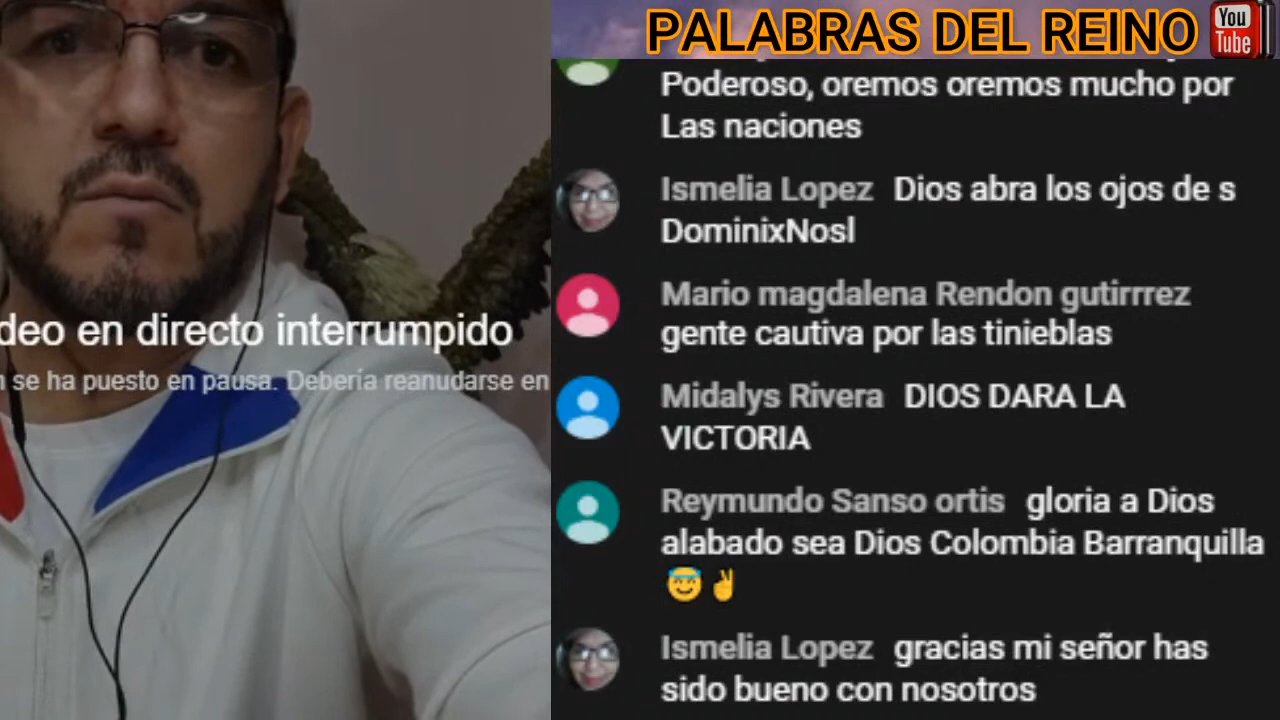 PALABRAS DEL REINO
You
Tube
Poderoso, oremos oremos mucho por
Las naciones
Ismelia Lopez Dios abra los ojos de s
DominixNosl
Mario magdalena Rendon gutirrrez
gente cautiva por las tinieblas
deo en directo interrumpido
se ha puesto en pausa. Debería reanudarse en
Midalys Rivera DIOS DARA LA
VICTORIA
Reymundo Sanso ortis gloria a Dios
alabado sea Dios Colombia Barranquilla
😇✌
Ismelia Lopez gracias mi señor has
sido bueno con nosotros